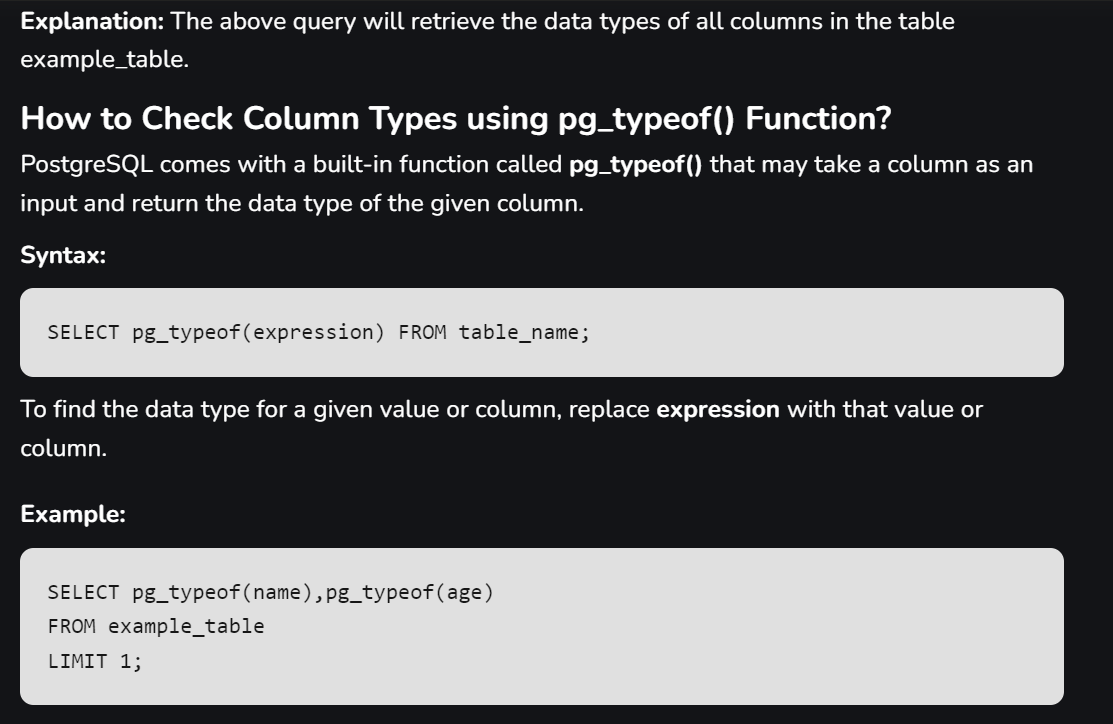 Explanation: The above query will retrieve the data types of all columns in the table
example_table.
How to Check Column Types using pg_typeof() Function?
PostgreSQL comes with a built-in function called pg_typeof() that may take a column as an
input and return the data type of the given column.
Syntax:
SELECT pg_typeof(expression) FROM table_name;
To find the data type for a given value or column, replace expression with that value or
column.
Example:
SELECT pg_typeof(name),pg_typeof(age)
FROM example_table
LIMIT 1;